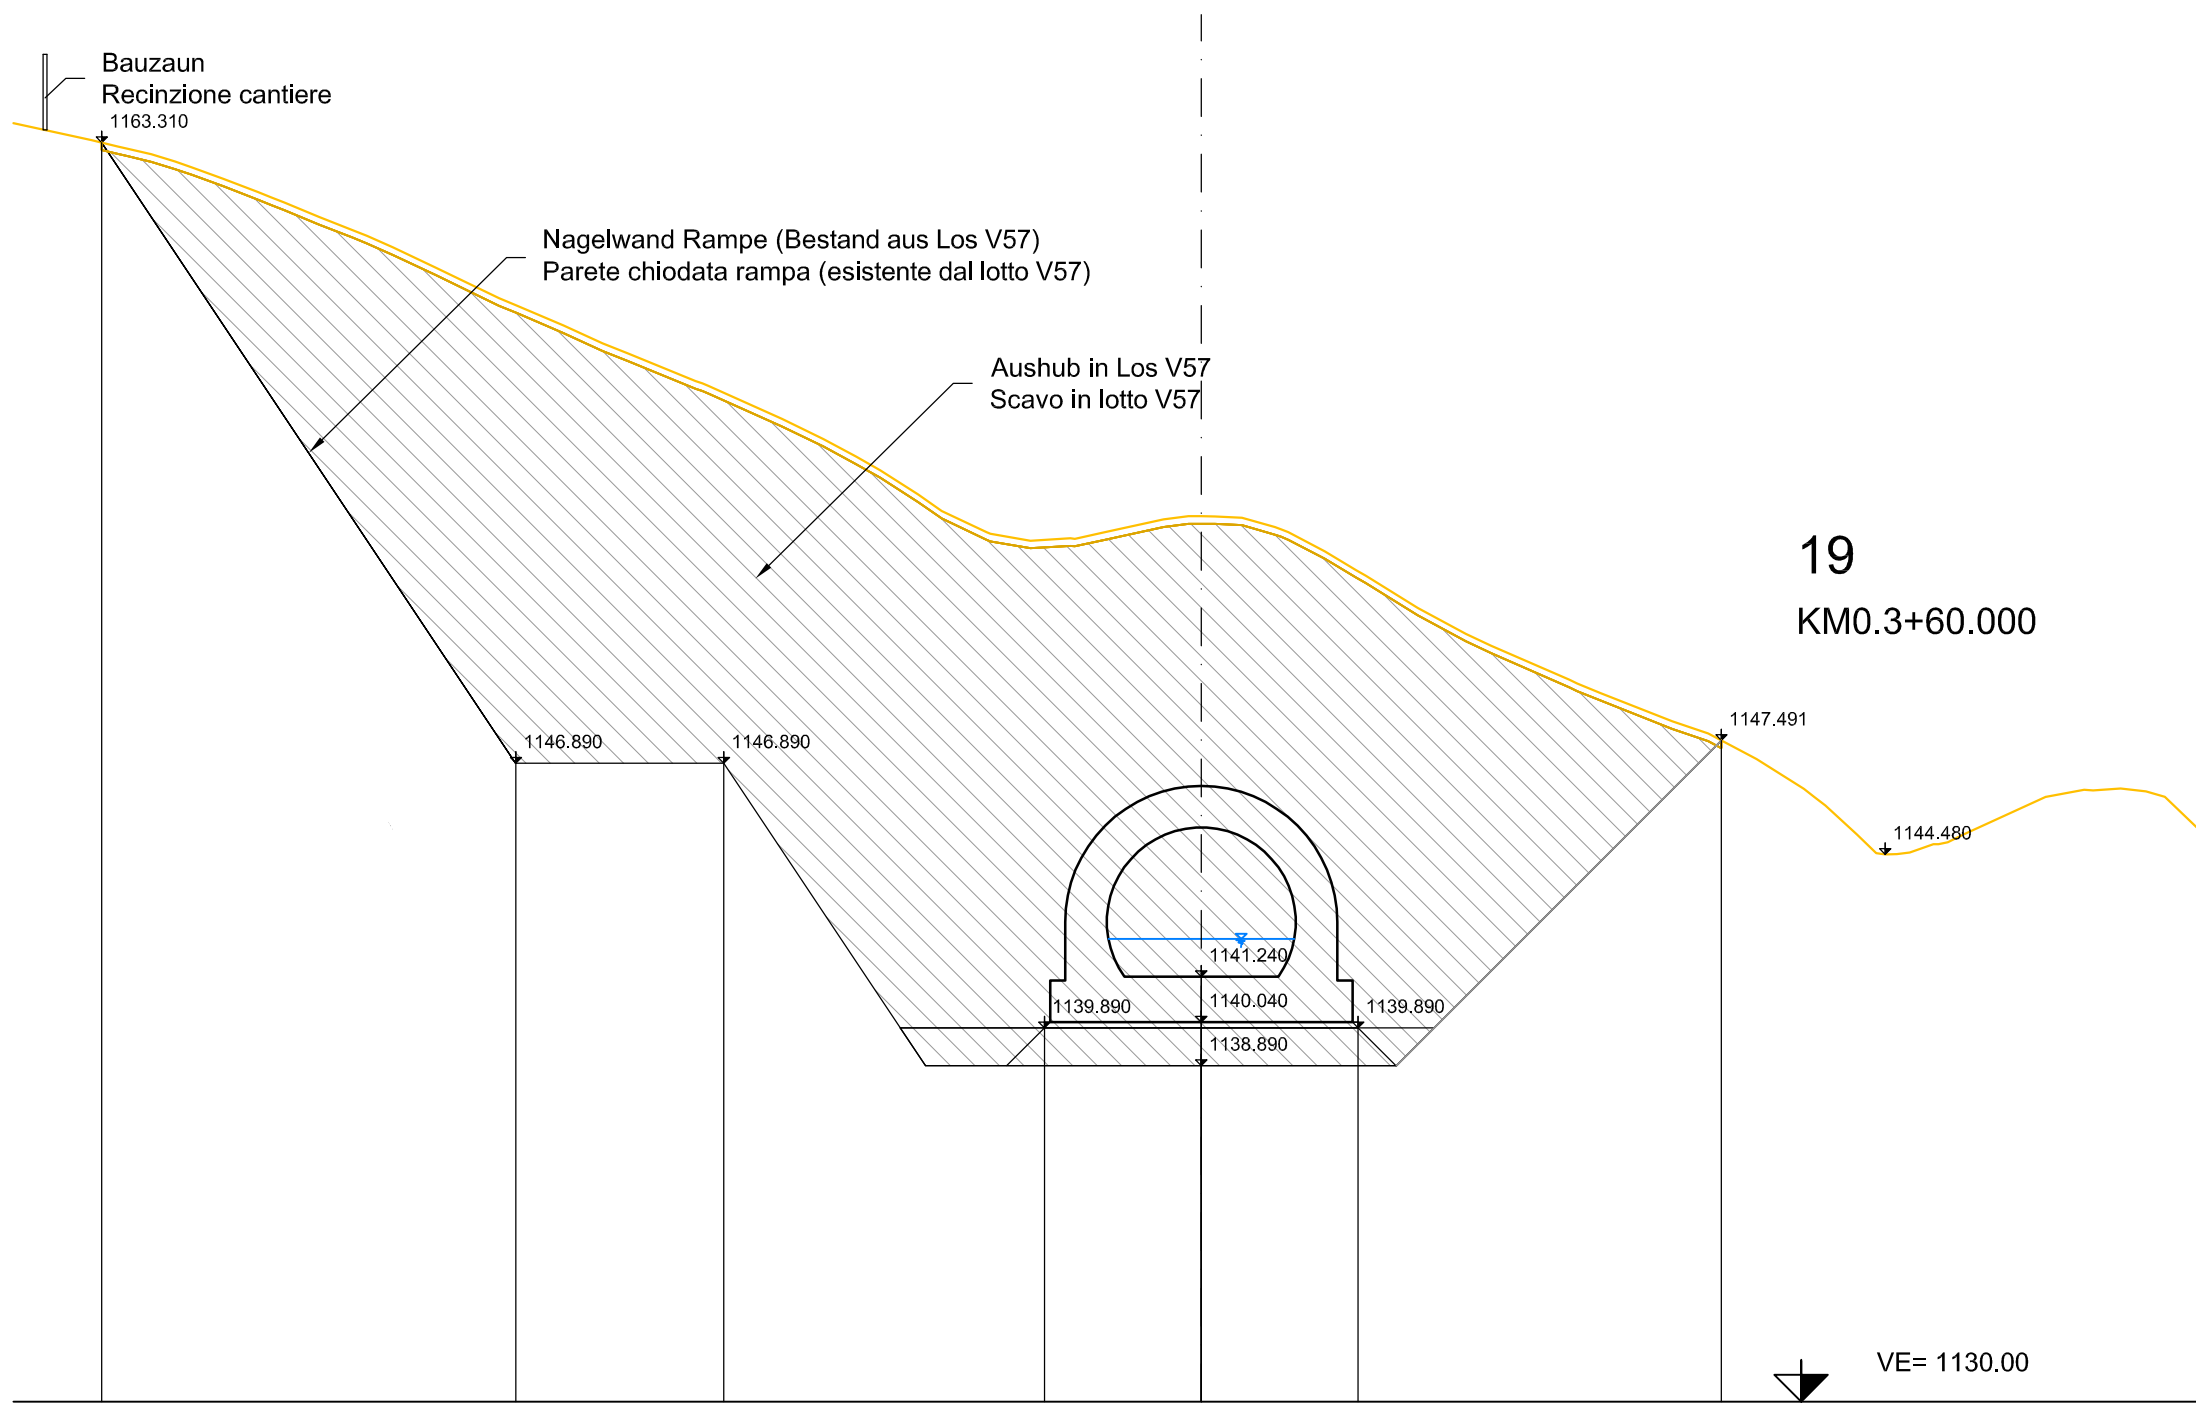 Bauzaun
Recinzione cantiere
1163.310
Nagelwand Rampe (Bestand aus Los V57)
Parete chiodata rampa (esistente dal lotto V57)
Aushub in Los V57
Scavo in lotto V57
19
KM0.3+60.000
1147.491
1146.890
1146.890
1144.480
1141.240
1140.040
1139.890
1139.890
1138.890
VE= 1130.00